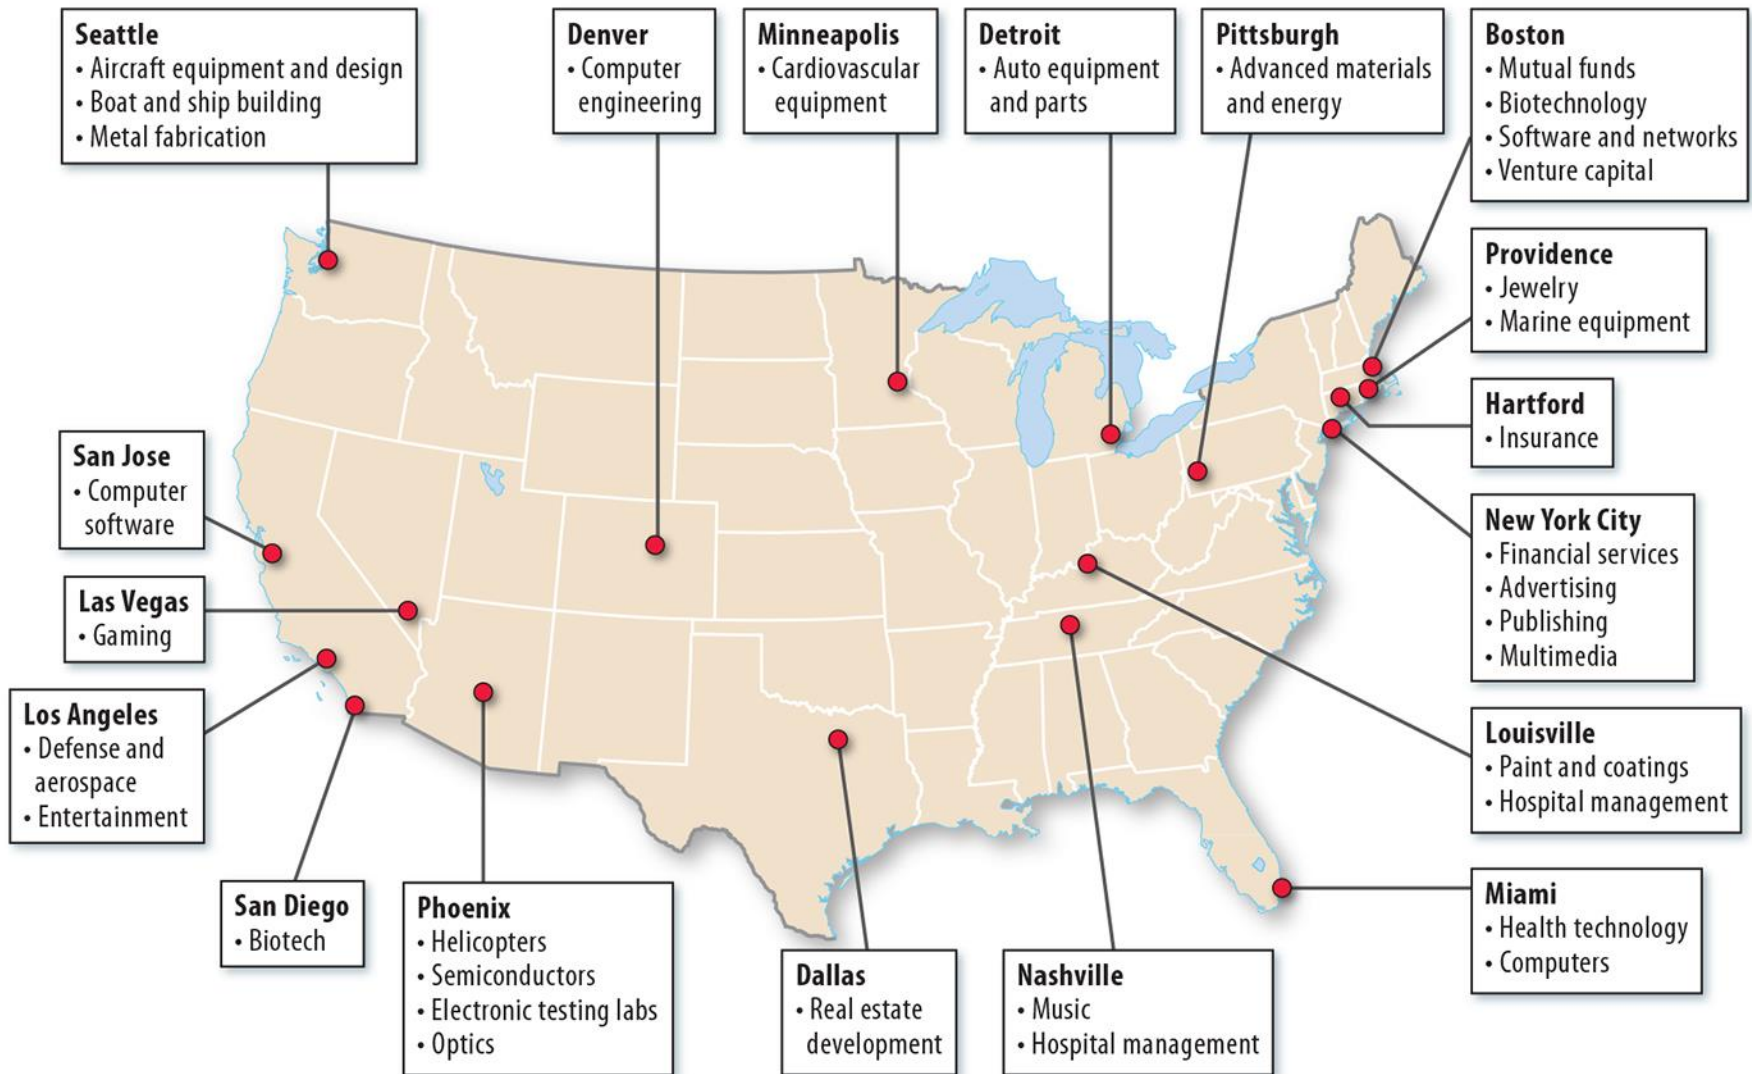 Seattle
• Aircraft equipment and design
• Boat and ship building
• Metal fabrication
Denver
• Computer
engineering
Minneapolis
• Cardiovascular
equipment
Detroit
• Auto equipment
and parts
Pittsburgh
• Advanced materials
and energy
Boston
• Mutual funds
• Biotechnology
• Software and networks
• Venture capital
Providence
• Jewelry
• Marine equipment
Hartford
• Insurance
New York City
• Financial services
• Advertising
• Publishing
• Multimedia
Louisville
• Paint and coatings
• Hospital management
Miami
• Health technology
• Computers
San Jose
• Computer
software
Las Vegas
• Gaming
Los Angeles
• Defense and
aerospace
• Entertainment
San Diego
• Biotech
Phoenix
• Helicopters
• Semiconductors
• Electronic testing labs
• Optics
Dallas
• Real estate
development
Nashville
• Music
• Hospital management